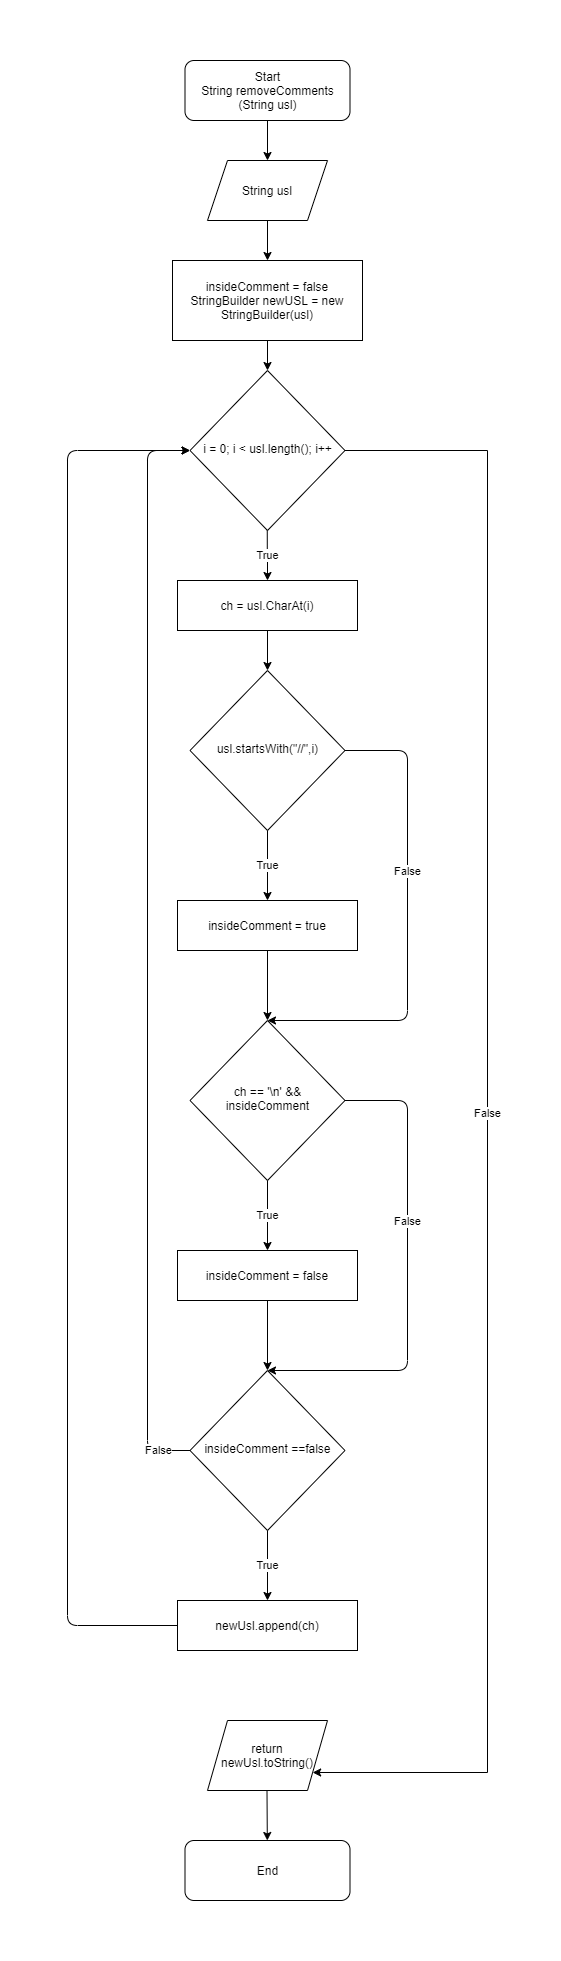 Start
String removeComments
(String usl)
String usl
insideComment = false
StringBuilder newUSL = new
StringBuilder(usl)
i = 0; i < usl.length(); i++
True
ch = usl.CharAt(i)
usl.startsWith("//",i)
True
False
insideComment = true
ch == '\n' &&
insideComment
False
True
False
insideComment = false
insideComment ==false
False
True
newUsl.append(ch)
return
newUsl.toString()
End